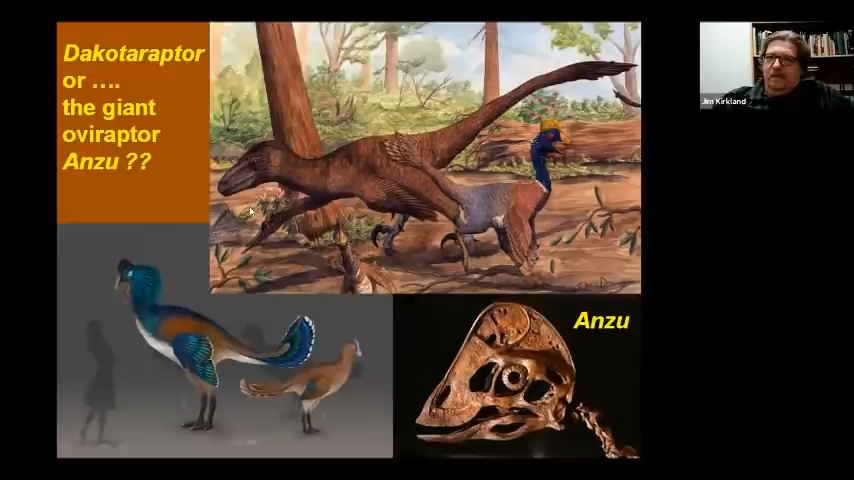 Dakotaraptor
or ....
the giant
oviraptor
Anzu ??
Jim Kirkland
Anzu